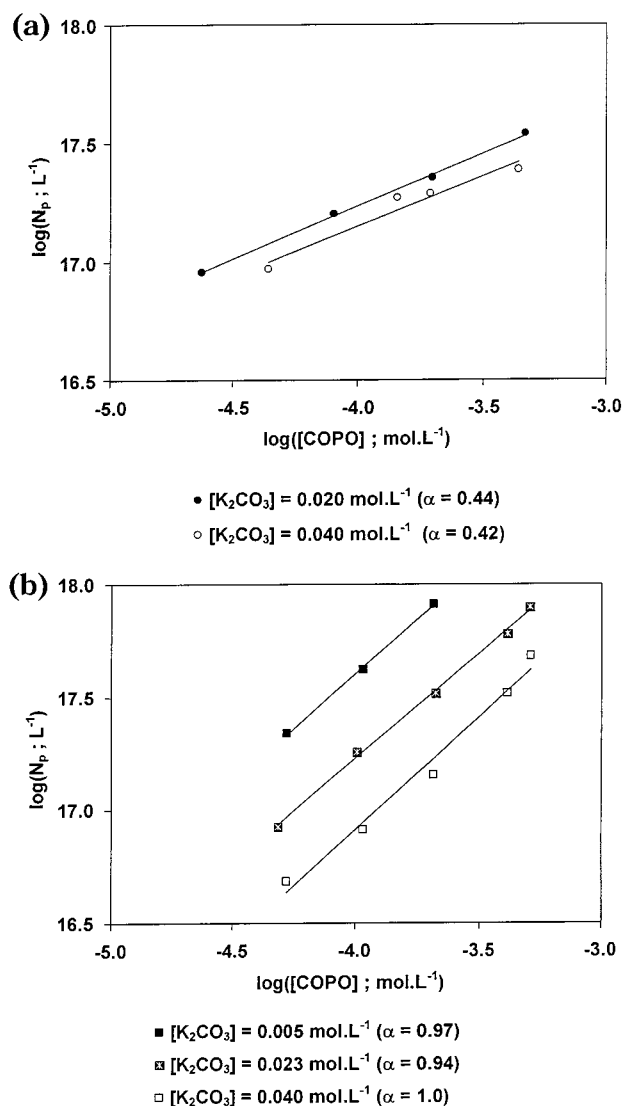 (a)
18.0
17.5
17.0
16.5
log(Nₚ ; L⁻¹)
-5.0 -4.5 -4.0 -3.5 -3.0
log([COPO] ; mol.L⁻¹)
● [K₂CO₃] = 0.020 mol.L⁻¹ (α = 0.44)
○ [K₂CO₃] = 0.040 mol.L⁻¹ (α = 0.42)
(b)
18.0
17.5
17.0
16.5
log(Nₚ ; L⁻¹)
-5.0 -4.5 -4.0 -3.5 -3.0
log([COPO] ; mol.L⁻¹)
■ [K₂CO₃] = 0.005 mol.L⁻¹ (α = 0.97)
⊠ [K₂CO₃] = 0.023 mol.L⁻¹ (α = 0.94)
□ [K₂CO₃] = 0.040 mol.L⁻¹ (α = 1.0)